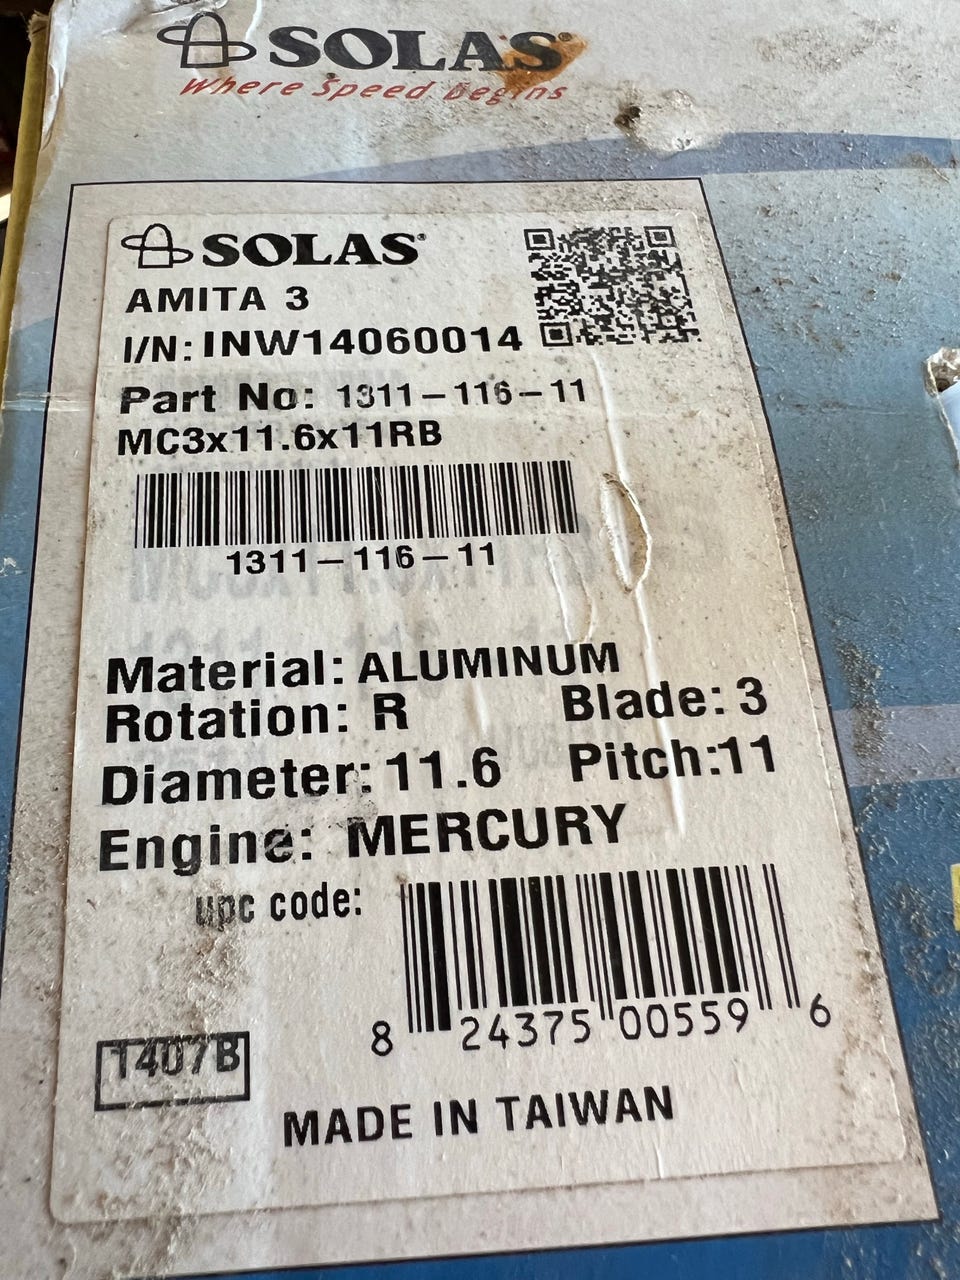 SOLAS®
Where Speed Begins
SOLAS®
AMITA 3
I/N: INW14060014
Part No: 1311-116-11
MC3x11.6x11RB
1311-116-11
Material: ALUMINUM
Rotation: R Blade: 3
Diameter: 11.6 Pitch:11
Engine: MERCURY
upc code:
8 24375 00559 6
1407B
MADE IN TAIWAN